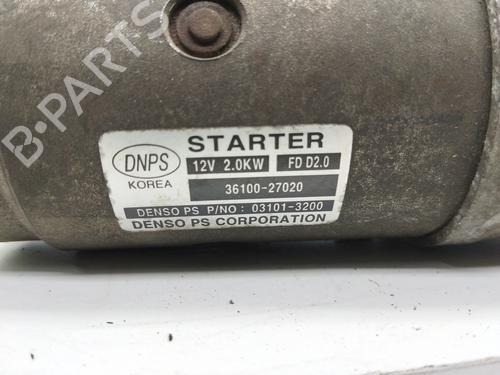 B-PARTS
DNPS
KOREA
STARTER
12V 2.0KW FD D2.0
36100-27020
DENSO PS P/NO : 03101-3200
DENSO PS CORPORATION